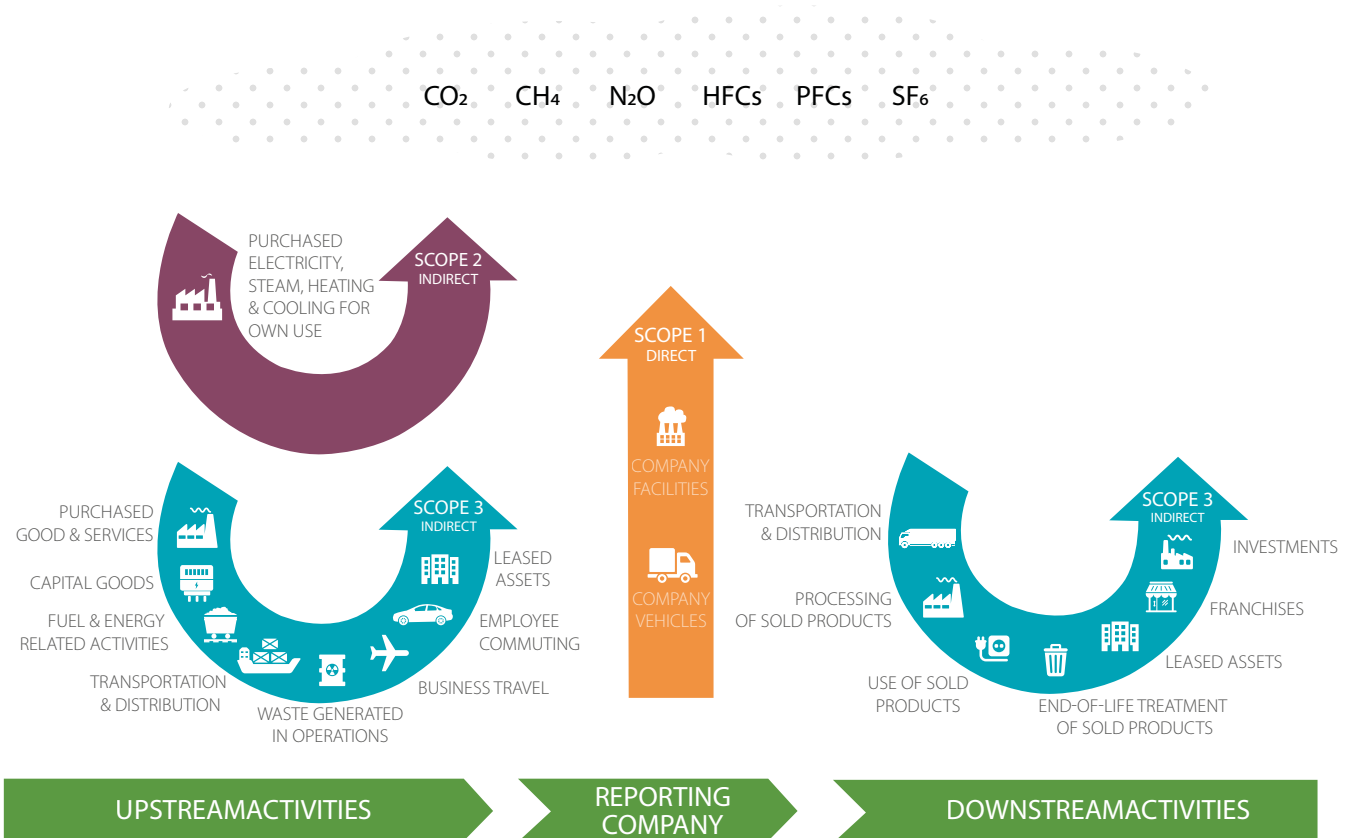 CO₂ CH₄ N₂O HFCs PFCs SF₆
PURCHASED
ELECTRICITY,
STEAM, HEATING
& COOLING FOR
OWN USE
SCOPE 2
INDIRECT
SCOPE 1
DIRECT
COMPANY
FACILITIES
COMPANY
VEHICLES
PURCHASED
GOOD & SERVICES
CAPITAL GOODS
FUEL & ENERGY
RELATED ACTIVITIES
TRANSPORTATION
& DISTRIBUTION
WASTE GENERATED
IN OPERATIONS
BUSINESS TRAVEL
EMPLOYEE
COMMUTING
LEASED
ASSETS
SCOPE 3
INDIRECT
TRANSPORTATION
& DISTRIBUTION
PROCESSING
OF SOLD PRODUCTS
USE OF SOLD
PRODUCTS
END-OF-LIFE TREATMENT
OF SOLD PRODUCTS
LEASED ASSETS
FRANCHISES
INVESTMENTS
SCOPE 3
INDIRECT
UPSTREAMACTIVITIES
REPORTING
COMPANY
DOWNSTREAMACTIVITIES